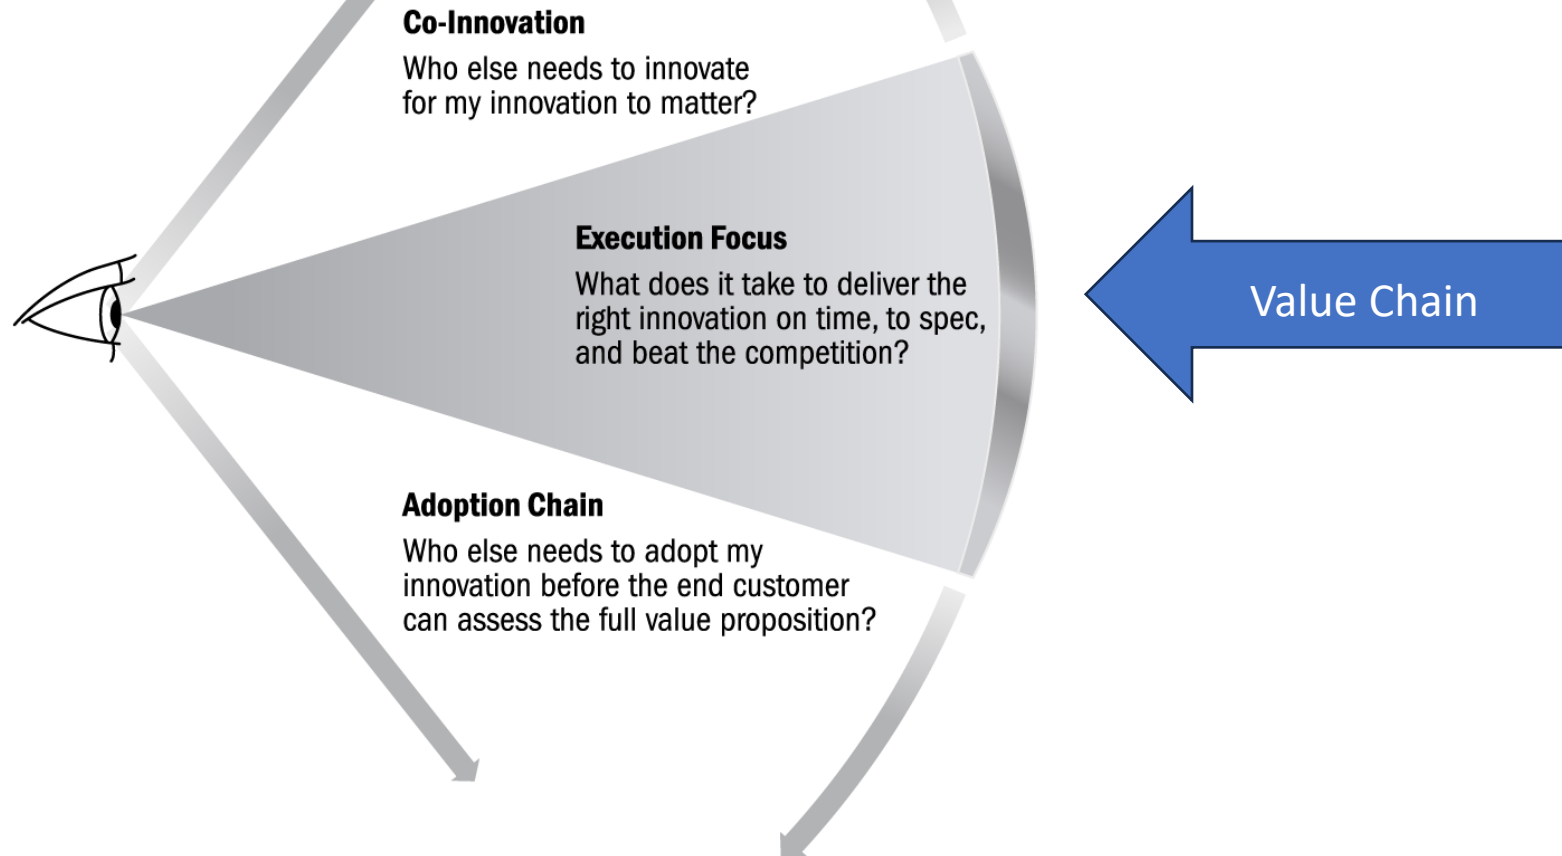 Co-Innovation
Who else needs to innovate
for my innovation to matter?
Execution Focus
What does it take to deliver the
right innovation on time, to spec,
and beat the competition?
Value Chain
Adoption Chain
Who else needs to adopt my
innovation before the end customer
can assess the full value proposition?